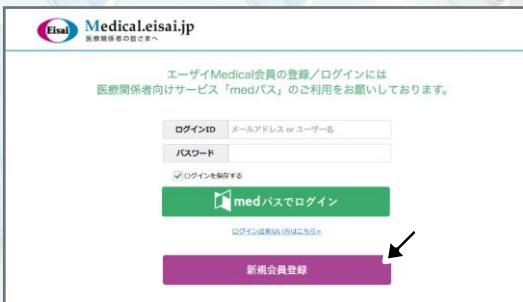 Eisai
Medical.eisai.jp
医療関係者の皆さまへ
エーザイMedical会員の登録／ログインには
医療関係者向けサービス「medパス」のご利用をお願いしております。
ログインID メールアドレス or ユーザー名
パスワード
ログインを保存する
medパスでログイン
ログイン出来ない方はこちら>
新規会員登録